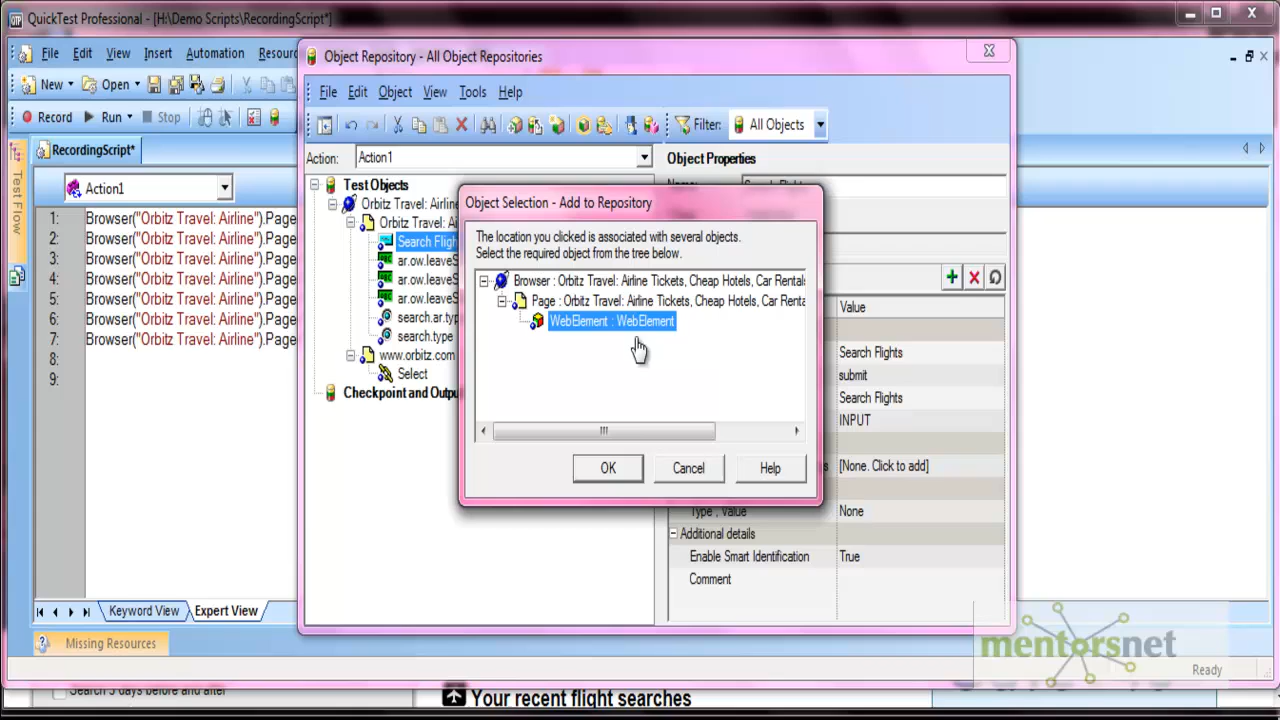 QuickTest Professional - [H:\Demo Scripts\RecordingScript*]
File Edit View Insert Automation
New Open
Record Run Stop
RecordingScript*
Test Flow
Action1
1: Browser("Orbitz Travel: Airline").Page
2: Browser("Orbitz Travel: Airline").Page
3: Browser("Orbitz Travel: Airline").Page
4: Browser("Orbitz Travel: Airline").Page
5: Browser("Orbitz Travel: Airline").Page
6: Browser("Orbitz Travel: Airline").Page
7: Browser("Orbitz Travel: Airline").Page
8:
9:
Keyword View Expert View
Missing Resources
Ready
Object Repository - All Object Repositories
File Edit Object View Tools Help
Filter: All Objects
Action: Action1
Test Objects
Orbitz Travel: Airline
Orbitz Travel: Ai
Search Fligh
ar.ow.leaveS
ar.ow.leaveS
ar.ow.leaveS
search.ar.typ
search.type
www.orbitz.com
Select
Checkpoint and Outpu
Object Properties
Value
Search Flights
submit
Search Flights
INPUT
[None. Click to add]
Type , Value None
Additional details
Enable Smart Identification True
Comment
Object Selection - Add to Repository
The location you clicked is associated with several objects.
Select the required object from the tree below.
Browser : Orbitz Travel: Airline Tickets, Cheap Hotels, Car Rentals
Page : Orbitz Travel: Airline Tickets, Cheap Hotels, Car Renta
WebElement : WebElement
OK Cancel Help
mentorsnet
Search 3 days before and after
Your recent flight searches